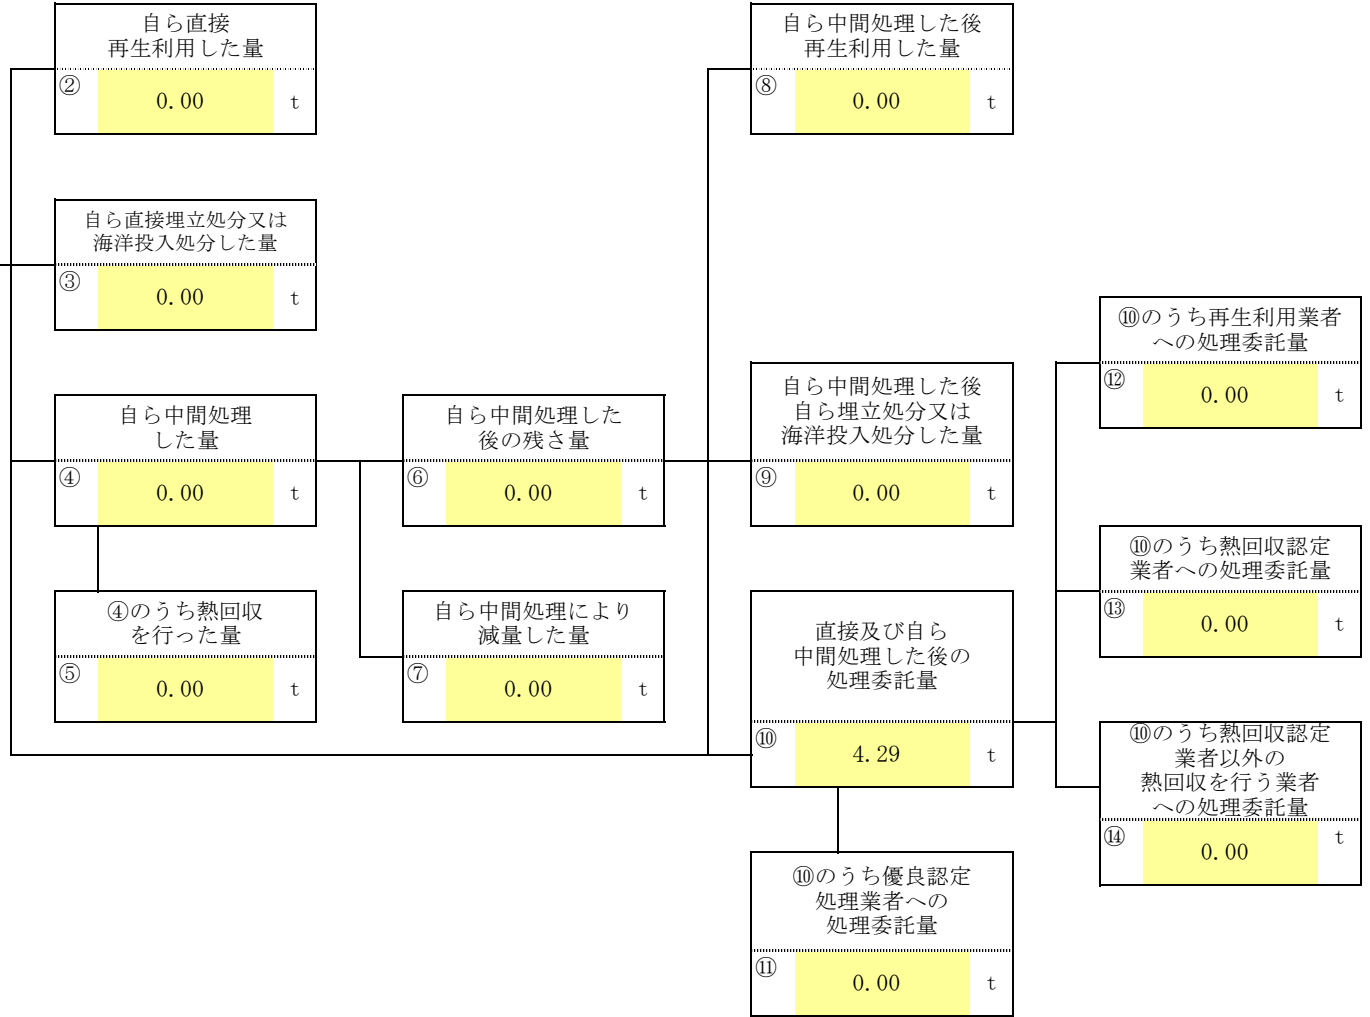 自ら直接
再生利用した量
② 0.00 t
自ら直接埋立処分又は
海洋投入処分した量
③ 0.00 t
自ら中間処理
した量
④ 0.00 t
④のうち熱回収
を行った量
⑤ 0.00 t
自ら中間処理した
後の残さ量
⑥ 0.00 t
自ら中間処理により
減量した量
⑦ 0.00 t
自ら中間処理した後
再生利用した量
⑧ 0.00 t
自ら中間処理した後
自ら埋立処分又は
海洋投入処分した量
⑨ 0.00 t
直接及び自ら
中間処理した後の
処理委託量
⑩ 4.29 t
⑩のうち優良認定
処理業者への
処理委託量
⑪ 0.00 t
⑩のうち再生利用業者
への処理委託量
⑫ 0.00 t
⑩のうち熱回収認定
業者への処理委託量
⑬ 0.00 t
⑩のうち熱回収認定
業者以外の
熱回収を行う業者
への処理委託量
⑭ 0.00 t